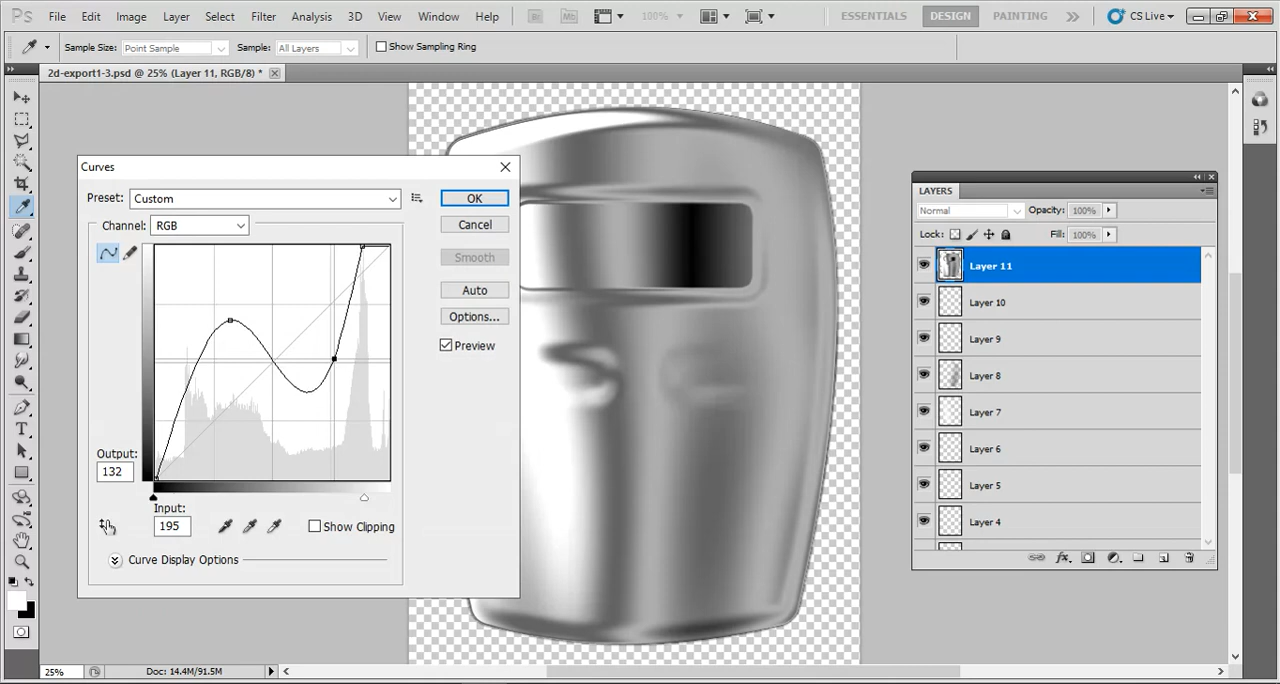 Ps File Edit Image Layer Select Filter Analysis 3D View Window Help Br Mb 100% ESSENTIALS DESIGN PAINTING CS Live
Sample Size: Point Sample Sample: All Layers Show Sampling Ring
2d-export1-3.psd @ 25% (Layer 11, RGB/8) *
Curves
Preset: Custom
OK
Channel: RGB
Cancel
Smooth
Auto
Options...
Preview
Output:
132
Input:
195
Show Clipping
Curve Display Options
LAYERS
Normal Opacity: 100%
Lock: Fill: 100%
Layer 11
Layer 10
Layer 9
Layer 8
Layer 7
Layer 6
Layer 5
Layer 4
fx
T
25% Doc: 14.4M/91.5M